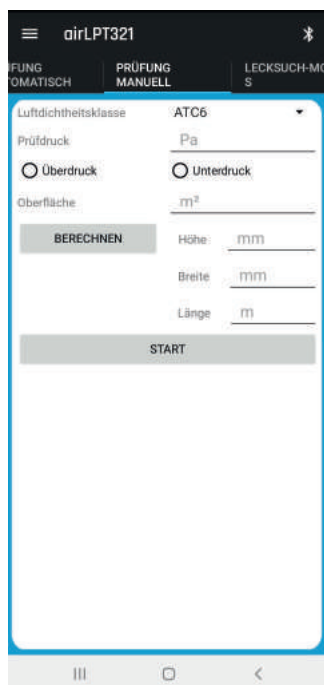 airLPT321
FUNG PRÜFUNG LECKSUCH-MO
TOMATISCH MANUELL S
Luftdichtheitsklasse ATC6
Prüfdruck Pa
Überdruck Unterdruck
Oberfläche m²
BERECHNEN Höhe mm
Breite mm
Länge m
START